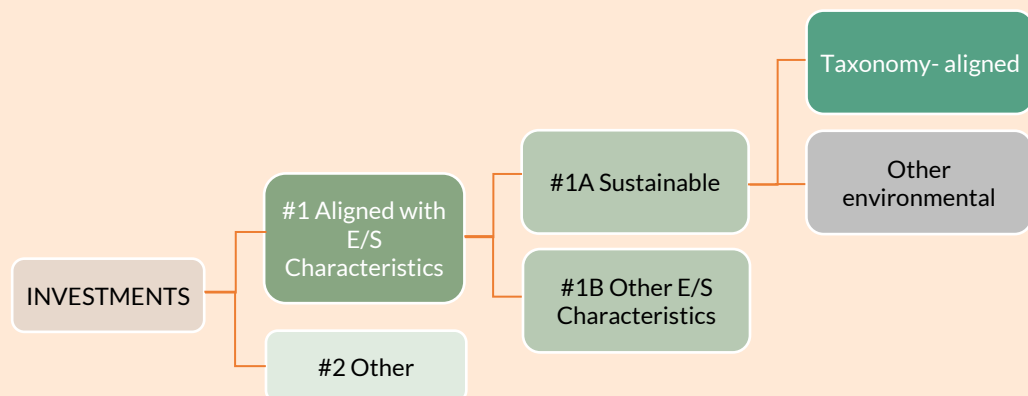 Taxonomy- aligned
Other
environmental
#1A Sustainable
#1 Aligned with
E/S
Characteristics
#1B Other E/S
Characteristics
INVESTMENTS
#2 Other